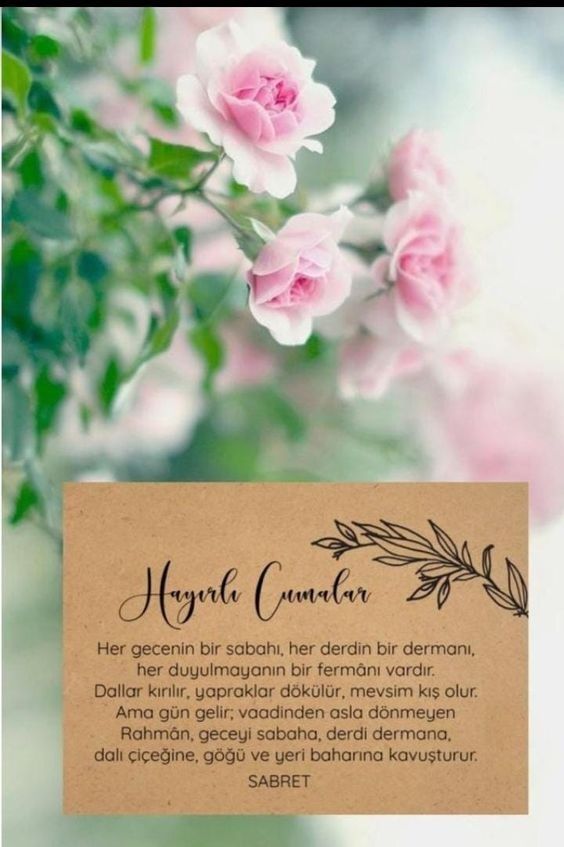 Hayırlı Cumalar
Her gecenin bir sabahı, her derdin bir dermanı,
her duyulmayanın bir fermânı vardır.
Dallar kırılır, yapraklar dökülür, mevsim kış olur.
Ama gün gelir; vaadinden asla dönmeyen
Rahmân, geceyi sabaha, derdi dermana,
dalı çiçeğine, göğü ve yeri baharına kavuşturur.
SABRET